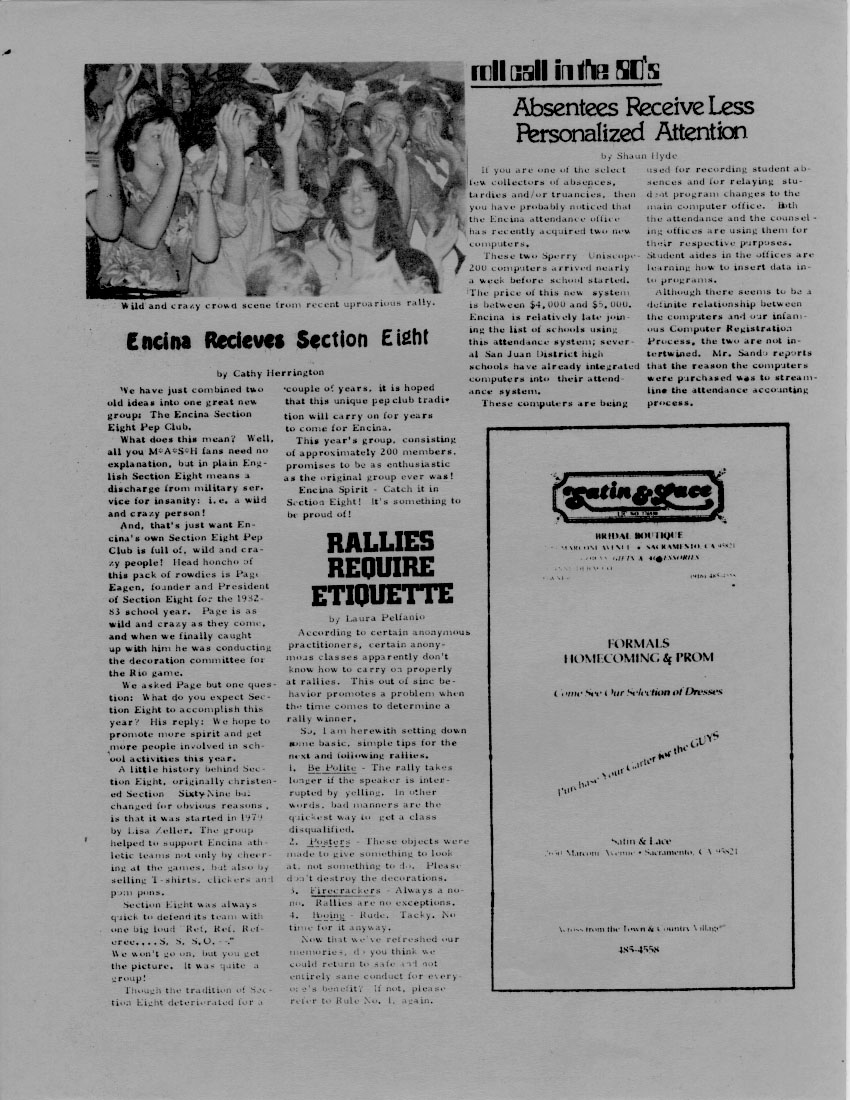 Wild and crazy crowd scene from recent uproarious rally.
Encina Recieves Section Eight
by Cathy Herrington
We have just combined two
old ideas into one great new
group: The Encina Section
Eight Pep Club.
What does this mean? Well,
all you M*A*S*H fans need no
explanation, but in plain Eng-
lish Section Eight means a
discharge from military ser-
vice for insanity: i.e. a wild
and crazy person!
And, that's just want En-
cina's own Section Eight Pep
Club is full of, wild and cra-
zy people! Head honcho of
this pack of rowdies is Page
Eagen, founder and President
of Section Eight for the 1982-
83 school year. Page is as
wild and crazy as they come,
and when we finally caught
up with him he was conducting
the decoration committee for
the Rio game.
We asked Page but one ques-
tion: What do you expect Sec-
tion Eight to accomplish this
year? His reply: We hope to
promote more spirit and get
more people involved in sch-
ool activities this year.
A little history behind Sec-
tion Eight, originally christen-
ed Section Sixty-Nine but
changed for obvious reasons,
is that it was started in 1979
by Lisa Zeller. The group
helped to support Encina ath-
letic teams not only by cheer-
ing at the games, but also by
selling T-shirts, clickers and
pom pons.
Section Eight was always
quick to defend its team with
one big loud "Ref, Ref, Ref-
eree....S. S. S.O. --"
We won't go on, but you get
the picture. It was quite a
group!
Though the tradition of Sec-
tion Eight deteriorated for a
couple of years, it is hoped
that this unique pep club tradi-
tion will carry on for years
to come for Encina.
This year's group, consisting
of approximately 200 members,
promises to be as enthusiastic
as the original group ever was!
Encina Spirit - Catch it in
Section Eight! It's something to
be proud of!
RALLIES
REQUIRE
ETIQUETTE
by Laura Pelfanio
According to certain anonymous
practitioners, certain anony-
mous classes apparently don't
know how to carry on properly
at rallies. This out of sinc be-
havior promotes a problem when
the time comes to determine a
rally winner.
So, I am herewith setting down
some basic, simple tips for the
next and following rallies.
1. Be Polite - The rally takes
longer if the speaker is inter-
rupted by yelling. In other
words, bad manners are the
quickest way to get a class
disqualified.
2. Posters - These objects were
made to give something to look
at, not something to do. Please
don't destroy the decorations.
3. Firecrackers - Always a no-
no. Rallies are no exceptions.
4. Booing - Rude. Tacky. No
time for it anyway.
Now that we've refreshed our
memories, do you think we
could return to safe and not
entirely sane conduct for every-
one's benefit? If not, please
refer to Rule No. 1, again.
roll call in the 80's
Absentees Receive Less
Personalized Attention
by Shaun Hyde
If you are one of the select
few collectors of absences,
tardies and/or truancies, then
you have probably noticed that
the Encina attendance office
has recently acquired two new
computers.
These two Sperry Uniscope-
200 computers arrived nearly
a week before school started.
The price of this new system
is between $4,000 and $5,000.
Encina is relatively late join-
ing the list of schools using
this attendance system; sever-
al San Juan District high
schools have already integrated
computers into their attend-
ance system.
These computers are being
used for recording student ab-
sences and for relaying stu-
dent program changes to the
main computer office. Both
the attendance and the counsel-
ing offices are using them for
their respective purposes.
Student aides in the offices are
learning how to insert data in-
to programs.
Although there seems to be a
definite relationship between
the computers and our infam-
ous Computer Registration
Process, the two are not in-
tertwined. Mr. Sando reports
that the reason the computers
were purchased was to stream-
line the attendance accounting
process.
Satin & Lace
BRIDAL BOUTIQUE
MARCONI AVENUE • SACRAMENTO, CA 95821
GIFTS & ACCESSORIES
(916) 485-4558
FORMALS
HOMECOMING & PROM
Come See Our Selection of Dresses
Purchase Your Garter for the GUYS
Satin & Lace
Marconi Avenue • Sacramento, CA 95821
Across from the Town & Country Village
485-4558